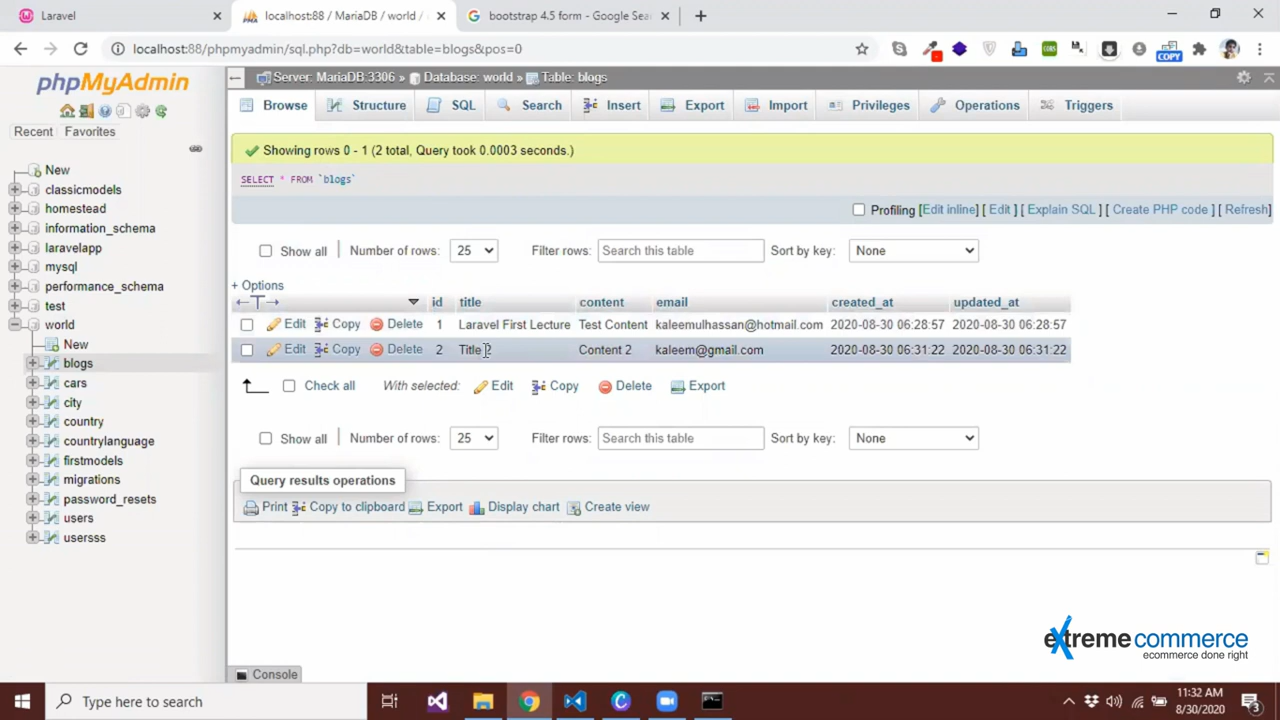 Laravel
localhost:88 / MariaDB / world /
bootstrap 4.5 form - Google Sea
localhost:88/phpmyadmin/sql.php?db=world&table=blogs&pos=0
COPY
phpMyAdmin
Recent Favorites
New
classicmodels
homestead
information_schema
laravelapp
mysql
performance_schema
test
world
New
blogs
cars
city
country
countrylanguage
firstmodels
migrations
password_resets
users
usersss
Server: MariaDB:3306 » Database: world » Table: blogs
Browse Structure SQL Search Insert Export Import Privileges Operations Triggers
Showing rows 0 - 1 (2 total, Query took 0.0003 seconds.)
SELECT * FROM `blogs`
Profiling [Edit inline] [ Edit ] [ Explain SQL ] [ Create PHP code ] [ Refresh]
Show all Number of rows: 25 Filter rows: Search this table Sort by key: None
+ Options
id title content email created_at updated_at
Edit Copy Delete 1 Laravel First Lecture Test Content kaleemulhassan@hotmail.com 2020-08-30 06:28:57 2020-08-30 06:28:57
Edit Copy Delete 2 Title 2 Content 2 kaleem@gmail.com 2020-08-30 06:31:22 2020-08-30 06:31:22
Check all With selected: Edit Copy Delete Export
Show all Number of rows: 25 Filter rows: Search this table Sort by key: None
Query results operations
Print Copy to clipboard Export Display chart Create view
Console
extreme commerce
ecommerce done right
Type here to search
11:32 AM
8/30/2020
3